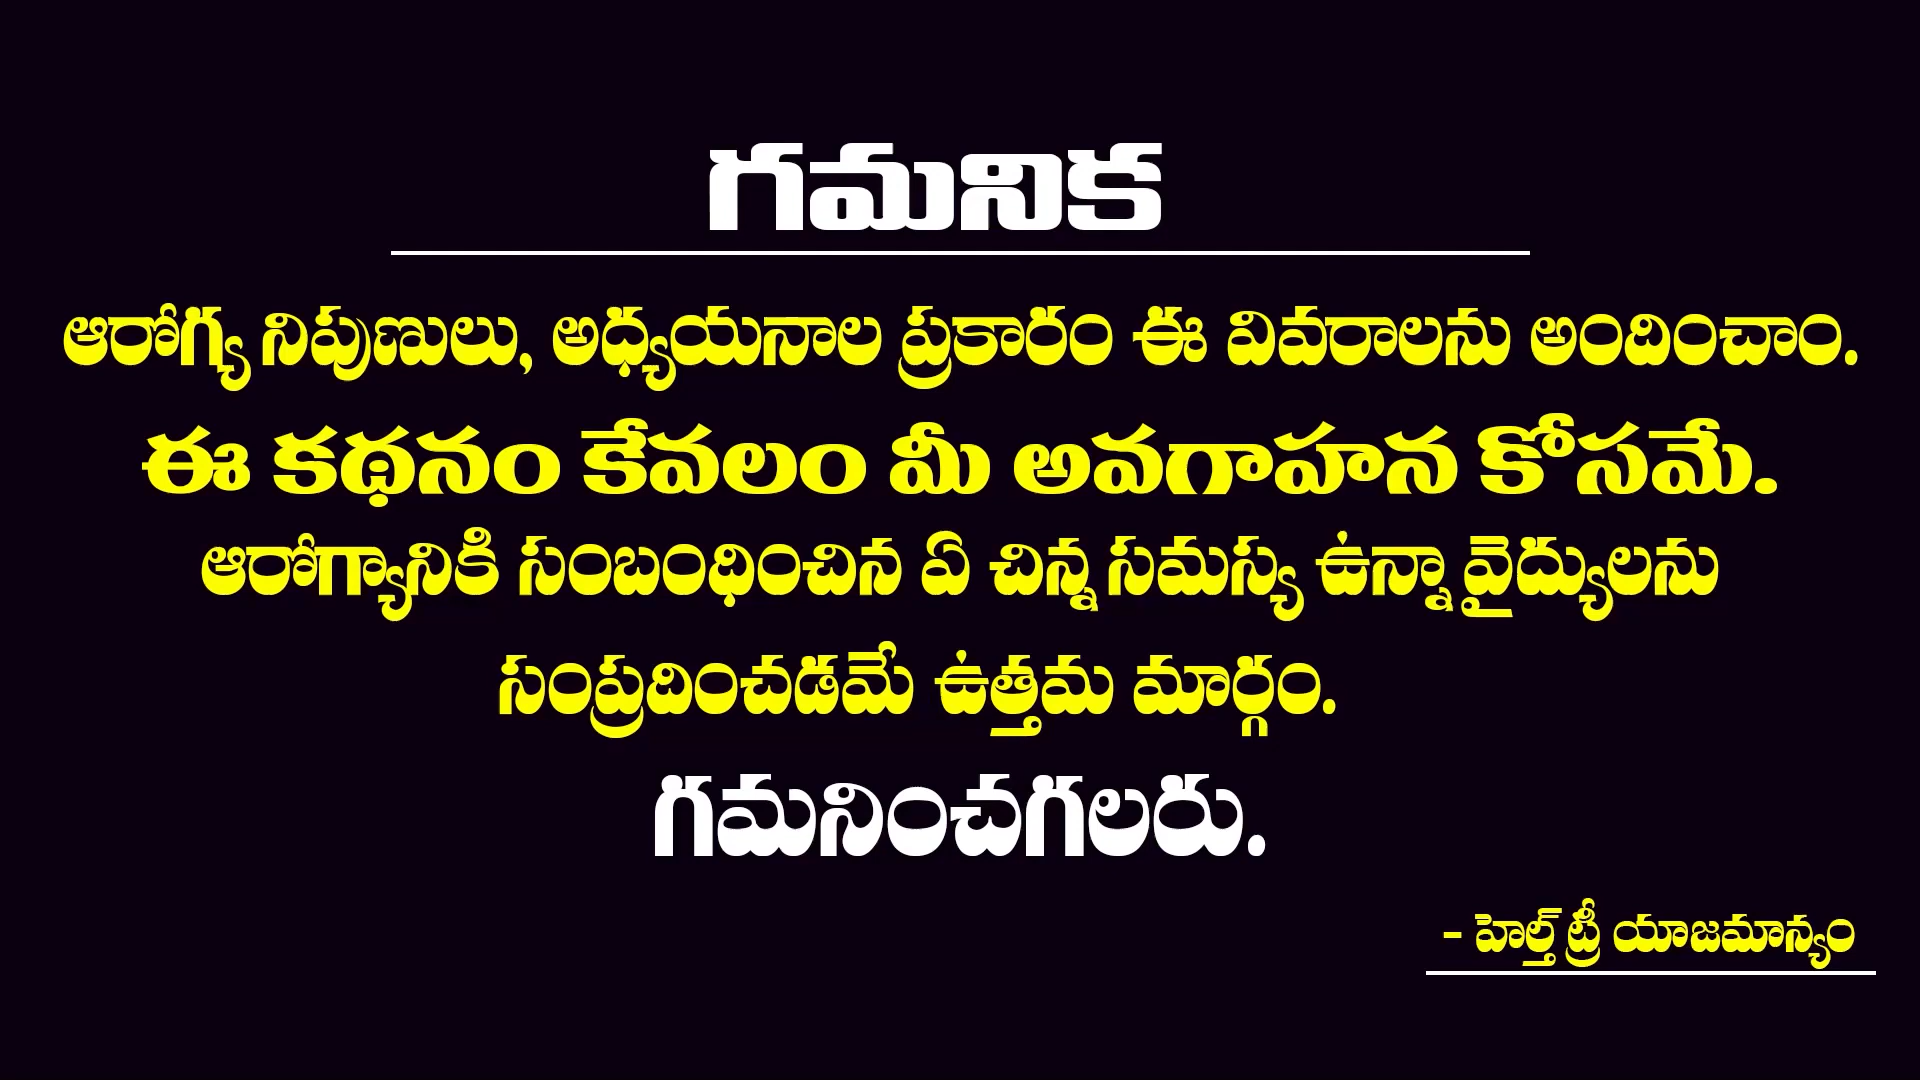 గమనిక
ఆరోగ్య నిపుణులు, అధ్యయనాల ప్రకారం ఈ వివరాలను అందించాం.
ఈ కథనం కేవలం మీ అవగాహన కోసమే.
ఆరోగ్యానికి సంబంధించిన ఏ చిన్న సమస్య ఉన్నా వైద్యులను
సంప్రదించడమే ఉత్తమ మార్గం.
గమనించగలరు.
- హెల్త్ ట్రీ యాజమాన్యం